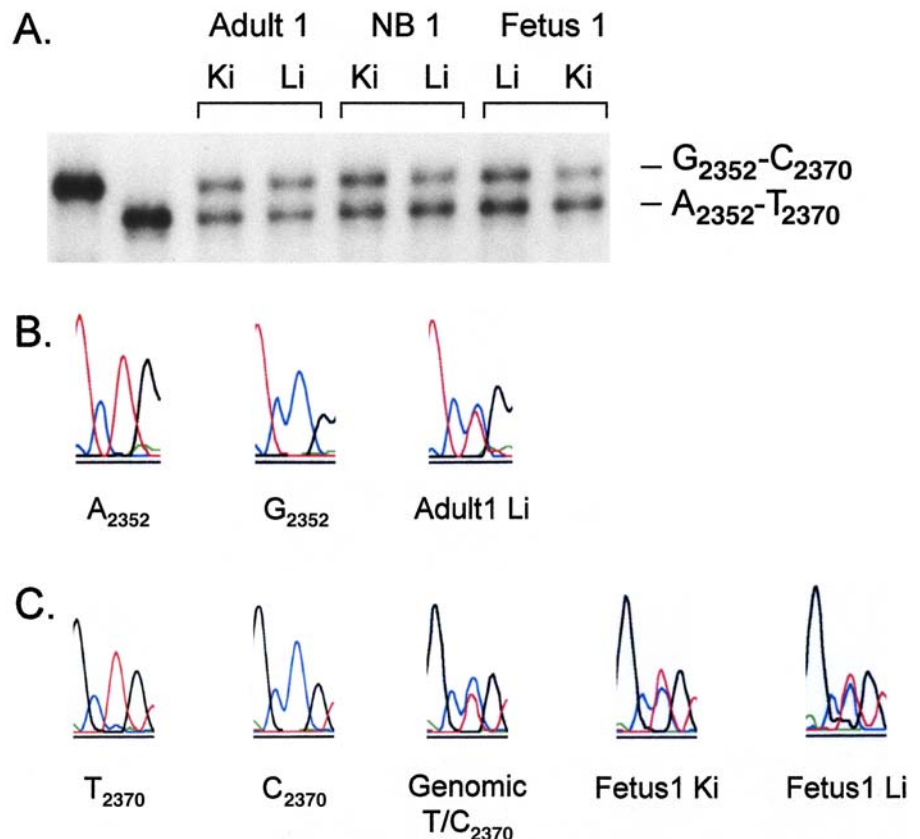 A.
Adult 1 NB 1 Fetus 1
Ki Li Ki Li Li Ki
G2352-C2370
A2352-T2370
B.
A2352 G2352 Adult1 Li
C.
T2370 C2370 Genomic T/C2370 Fetus1 Ki Fetus1 Li